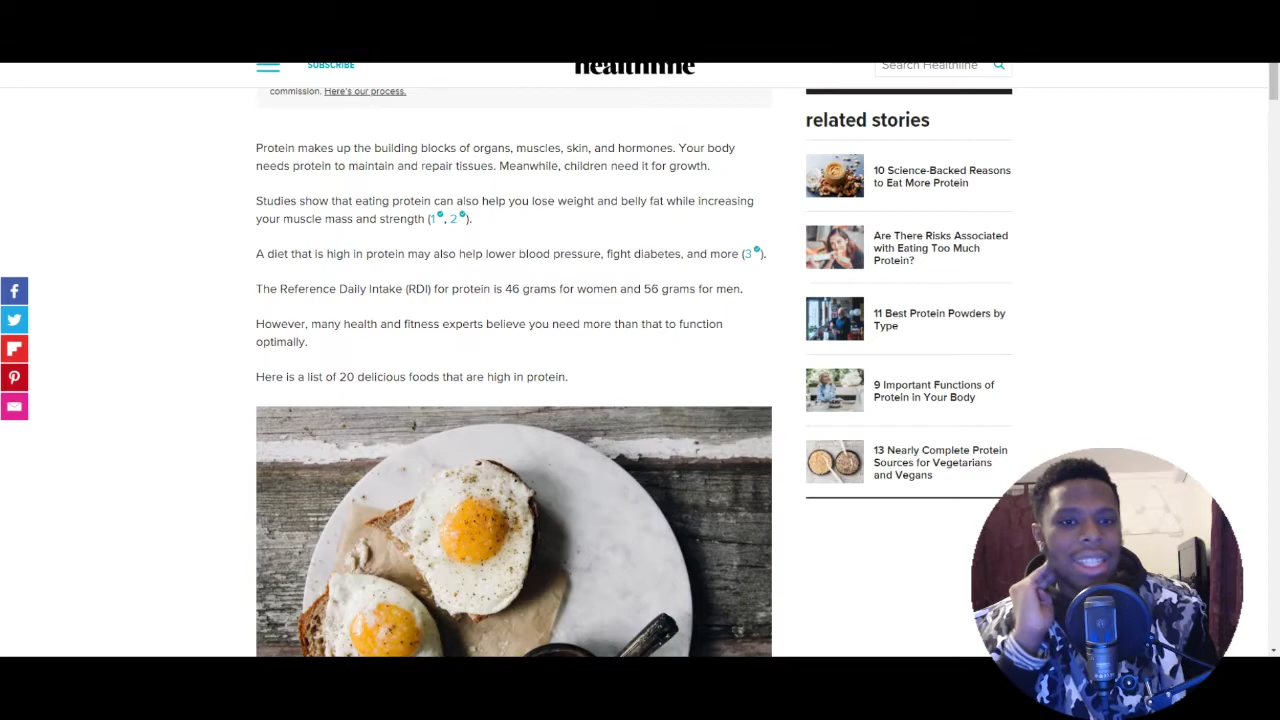 SUBSCRIBE
healthline
Search Healthline
commission. Here's our process.
Protein makes up the building blocks of organs, muscles, skin, and hormones. Your body
needs protein to maintain and repair tissues. Meanwhile, children need it for growth.
Studies show that eating protein can also help you lose weight and belly fat while increasing
your muscle mass and strength (1, 2).
A diet that is high in protein may also help lower blood pressure, fight diabetes, and more (3).
The Reference Daily Intake (RDI) for protein is 46 grams for women and 56 grams for men.
However, many health and fitness experts believe you need more than that to function
optimally.
Here is a list of 20 delicious foods that are high in protein.
related stories
10 Science-Backed Reasons
to Eat More Protein
Are There Risks Associated
with Eating Too Much
Protein?
11 Best Protein Powders by
Type
9 Important Functions of
Protein in Your Body
13 Nearly Complete Protein
Sources for Vegetarians
and Vegans